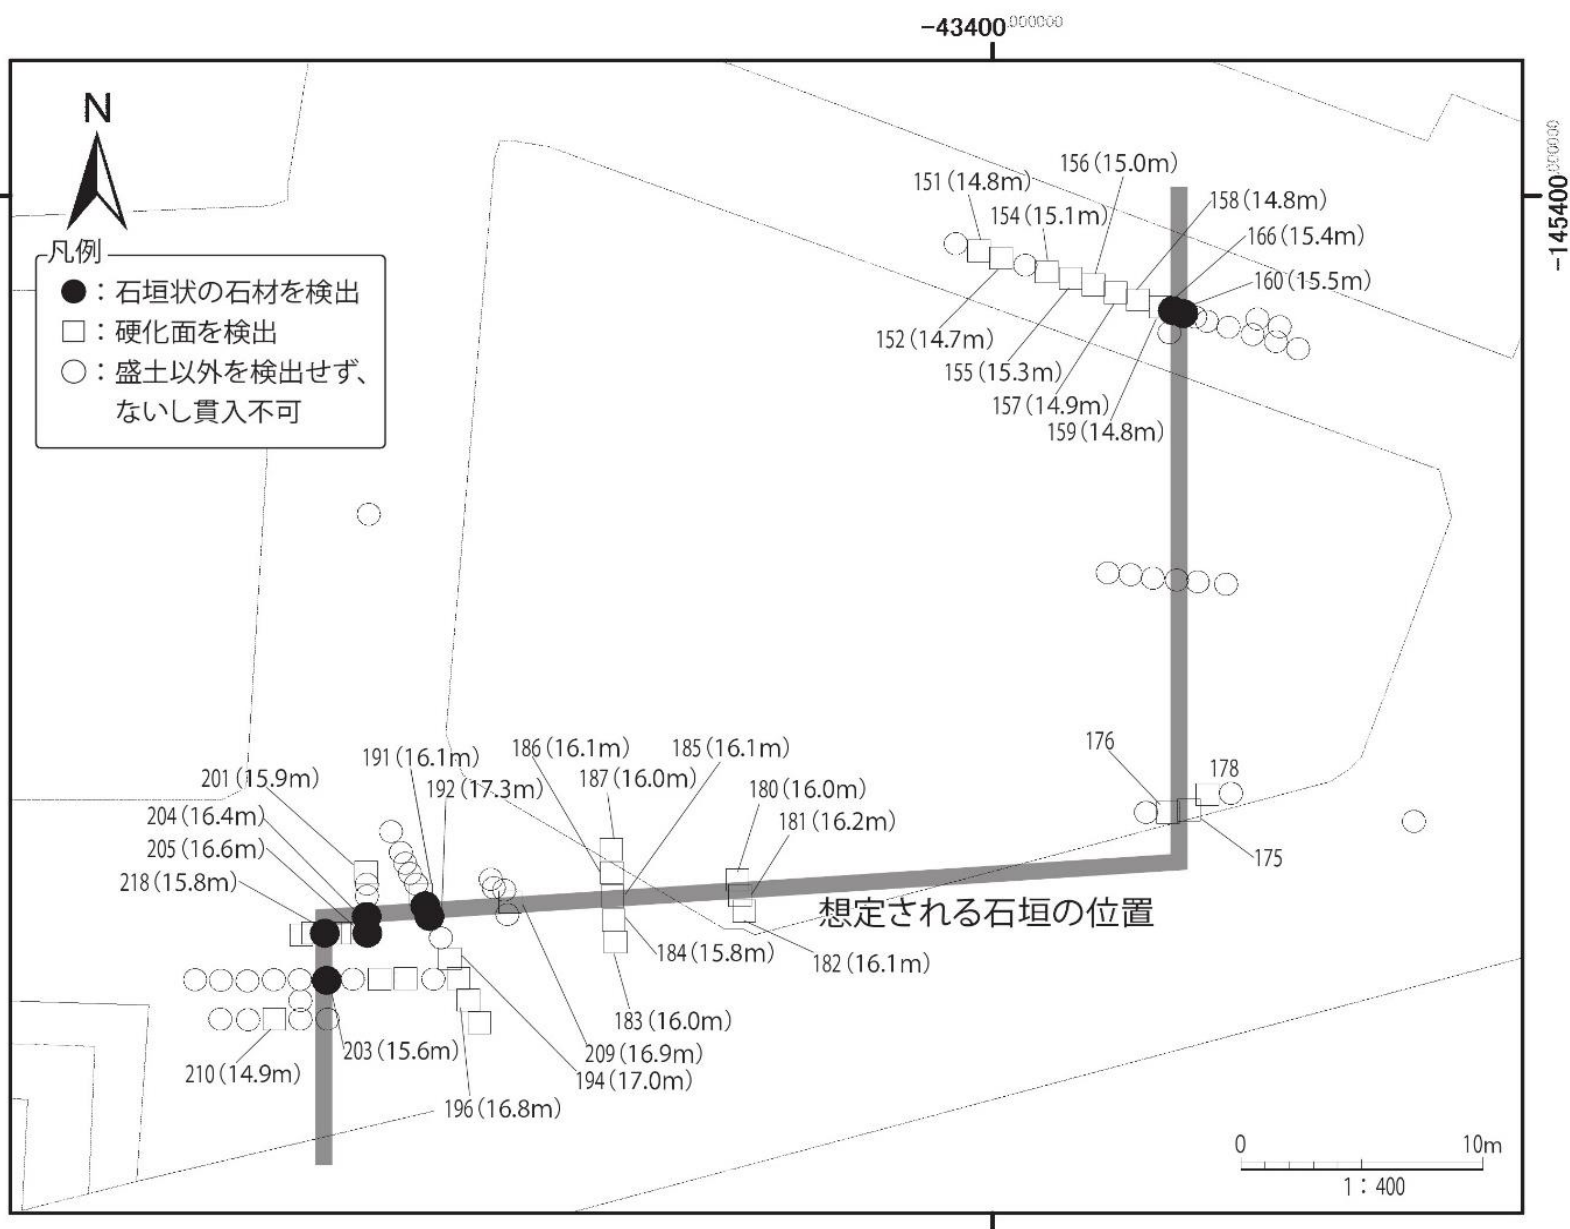 -43400.000000
N
-145400.000000
凡例
●：石垣状の石材を検出
□：硬化面を検出
○：盛土以外を検出せず、
ないし貫入不可
156（15.0m）
151（14.8m）
154（15.1m）
158（14.8m）
166（15.4m）
160（15.5m）
152（14.7m）
155（15.3m）
157（14.9m）
159（14.8m）
176
178
175
186（16.1m）
185（16.1m）
191（16.1m）
187（16.0m）
201（15.9m）
192（17.3m）
180（16.0m）
204（16.4m）
181（16.2m）
205（16.6m）
218（15.8m）
想定される石垣の位置
184（15.8m）
182（16.1m）
183（16.0m）
203（15.6m）
209（16.9m）
210（14.9m）
194（17.0m）
196（16.8m）
0 10m
1：400